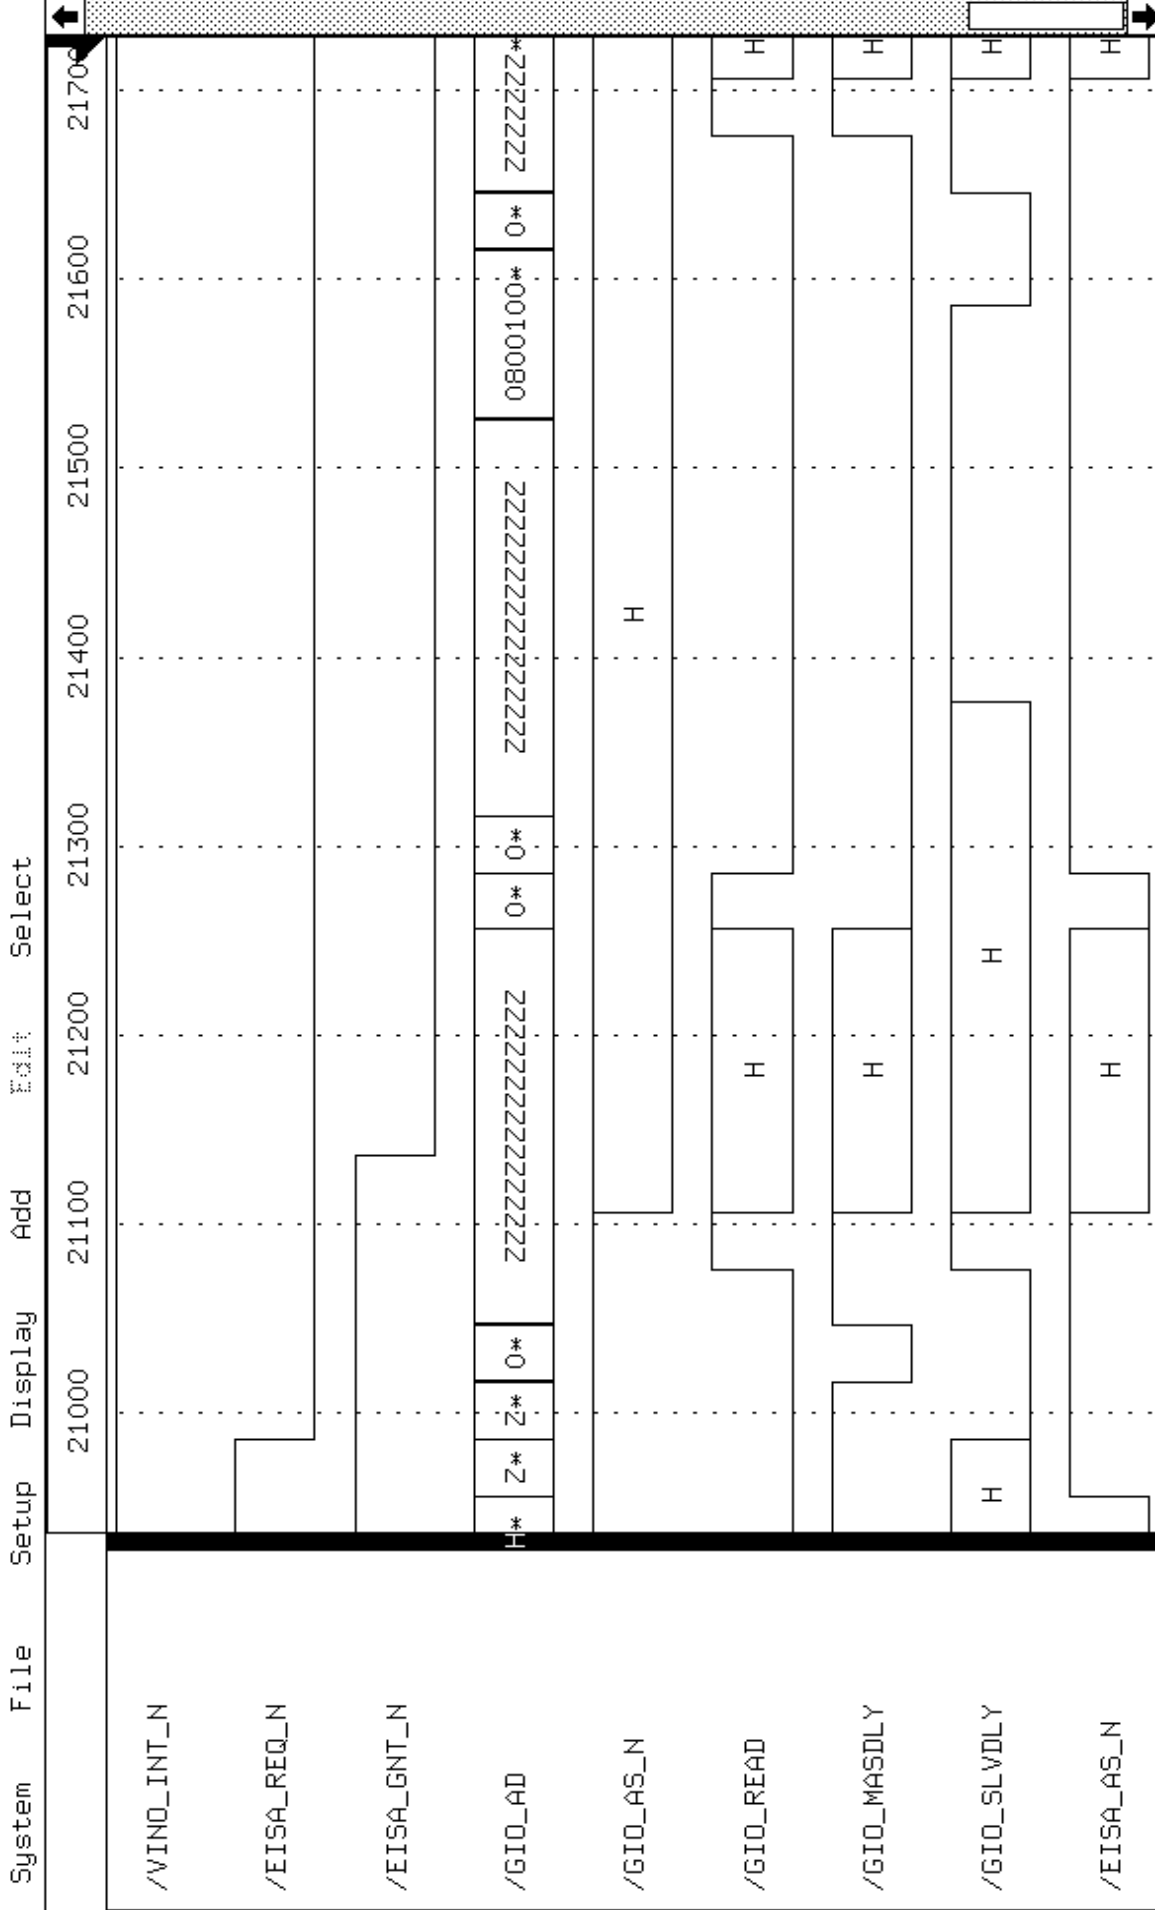 System File Setup Display Add Edit Select
21000 21100 21200 21300 21400 21500 21600 21700
/VINO_INT_N
/EISA_REQ_N
/EISA_GNT_N
/GIO_AD H* Z* Z* 0* ZZZZZZZZZZZZZZZZ 0* 0* ZZZZZZZZZZZZZZZZ 0800100* 0* ZZZZZZZ*
/GIO_AS_N H
/GIO_READ H H
/GIO_MASDLY H H
/GIO_SLVDLY H H H
/EISA_AS_N H H